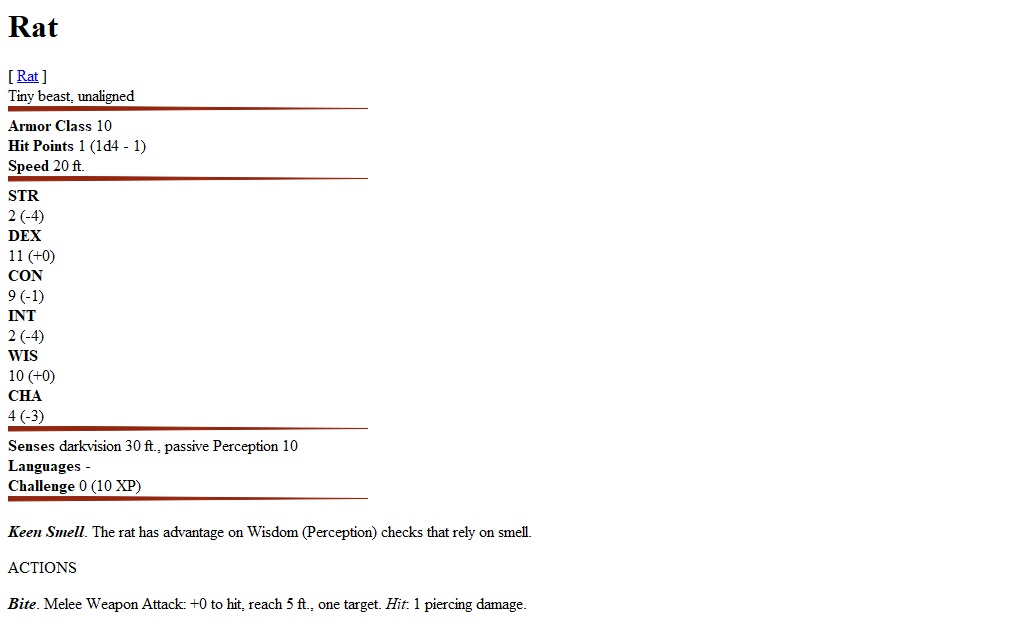 Rat
[ Rat ]
Tiny beast, unaligned
Armor Class 10
Hit Points 1 (1d4 - 1)
Speed 20 ft.
STR
2 (-4)
DEX
11 (+0)
CON
9 (-1)
INT
2 (-4)
WIS
10 (+0)
CHA
4 (-3)
Senses darkvision 30 ft., passive Perception 10
Languages -
Challenge 0 (10 XP)
Keen Smell. The rat has advantage on Wisdom (Perception) checks that rely on smell.
ACTIONS
Bite. Melee Weapon Attack: +0 to hit, reach 5 ft., one target. Hit: 1 piercing damage.